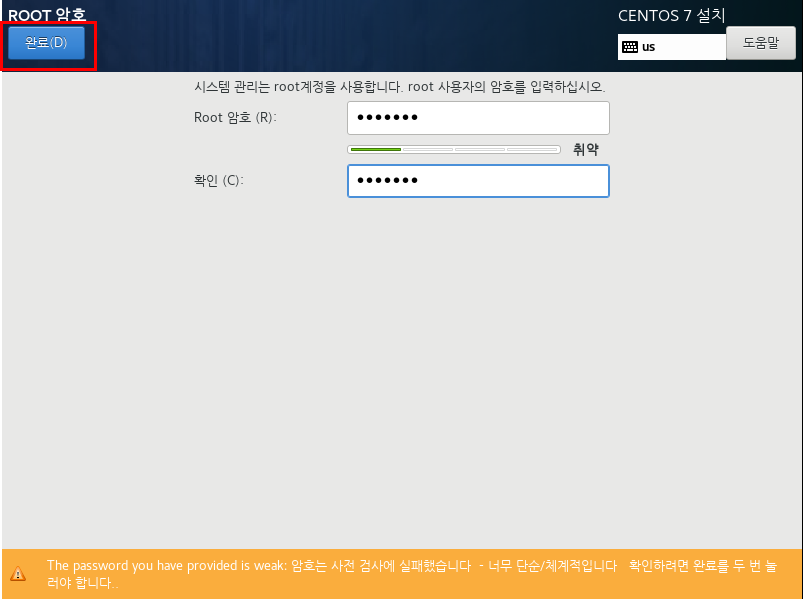 ROOT 암호
CENTOS 7 설치
완료(D)
us
도움말
시스템 관리는 root계정을 사용합니다. root 사용자의 암호를 입력하십시오.
Root 암호 (R):
•••••••
취약
확인 (C):
•••••••
The password you have provided is weak: 암호는 사전 검사에 실패했습니다 - 너무 단순/체계적입니다 확인하려면 완료를 두 번 눌
러야 합니다..